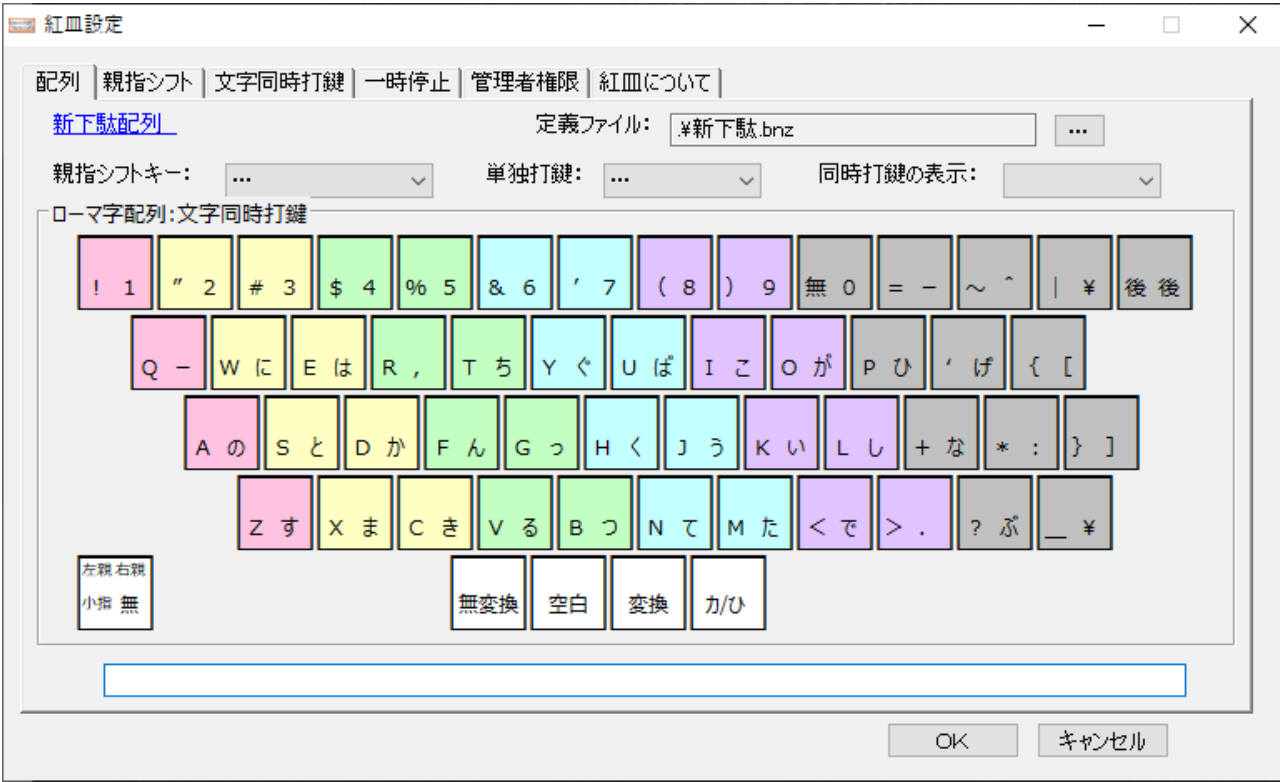 紅皿設定
配列 親指シフト 文字同時打鍵 一時停止 管理者権限 紅皿について
新下駄配列 定義ファイル: .¥新下駄.bnz ...
親指シフトキー: ... 単独打鍵: ... 同時打鍵の表示:
ローマ字配列:文字同時打鍵
! 1 ″ 2 # 3 $ 4 % 5 & 6 ′ 7 ( 8 ) 9 無 0 = − ～ ＾ | ¥ 後 後
Q − W に E は R , T ち Y ぐ U ば I こ O が P ひ ‘ げ { [
A の S と D か F ん G っ H く J う K い L し + な * : } ]
Z す X ま C き V る B つ N て M た < で > . ? ぶ _ ¥
左親 右親
小指 無 無変換 空白 変換 カ/ひ
OK キャンセル